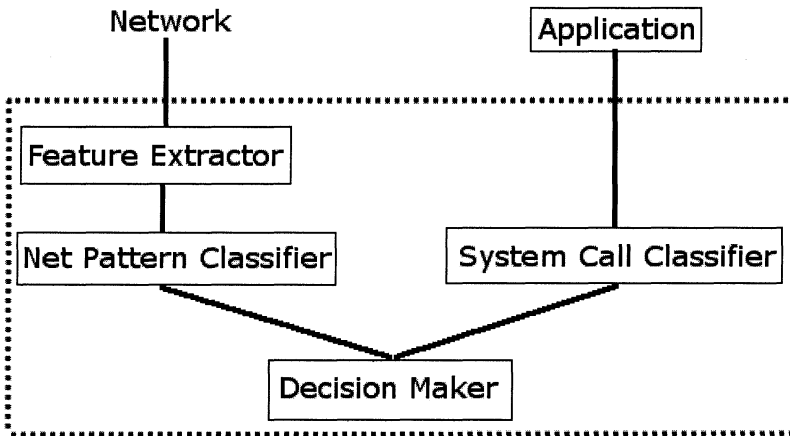 Network
Application
Feature Extractor
Net Pattern Classifier
System Call Classifier
Decision Maker